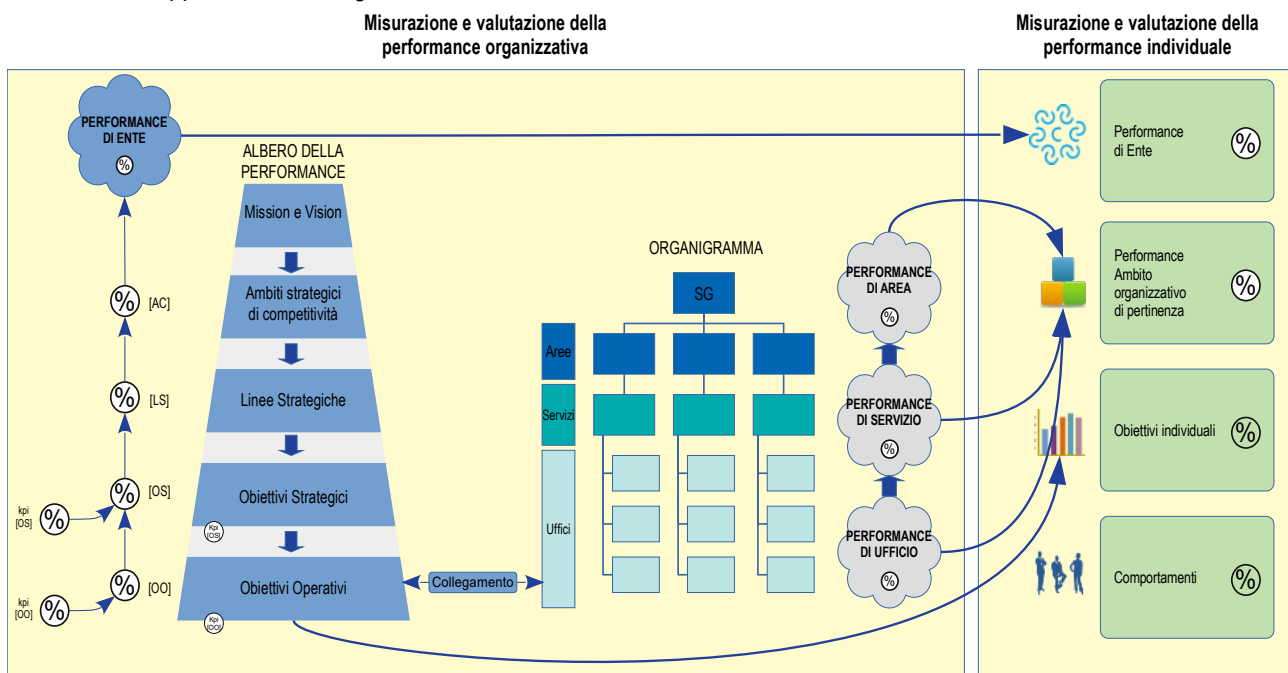 Misurazione e valutazione della
performance organizzativa
Misurazione e valutazione della
performance individuale
PERFORMANCE
DI ENTE
%
ALBERO DELLA
PERFORMANCE
Mission e Vision
Ambiti strategici
di competitività
Linee Strategiche
Obiettivi Strategici
Kpi
[OS]
Obiettivi Operativi
Kpi
[OO]
% [AC]
% [LS]
% [OS]
kpi
[OS]
%
% [OO]
kpi
[OO]
%
Collegamento
ORGANIGRAMMA
SG
Aree
Servizi
Uffici
PERFORMANCE
DI AREA
%
PERFORMANCE
DI SERVIZIO
%
PERFORMANCE
DI UFFICIO
%
Performance
di Ente
%
Performance
Ambito
organizzativo
di pertinenza
%
Obiettivi individuali
%
Comportamenti
%